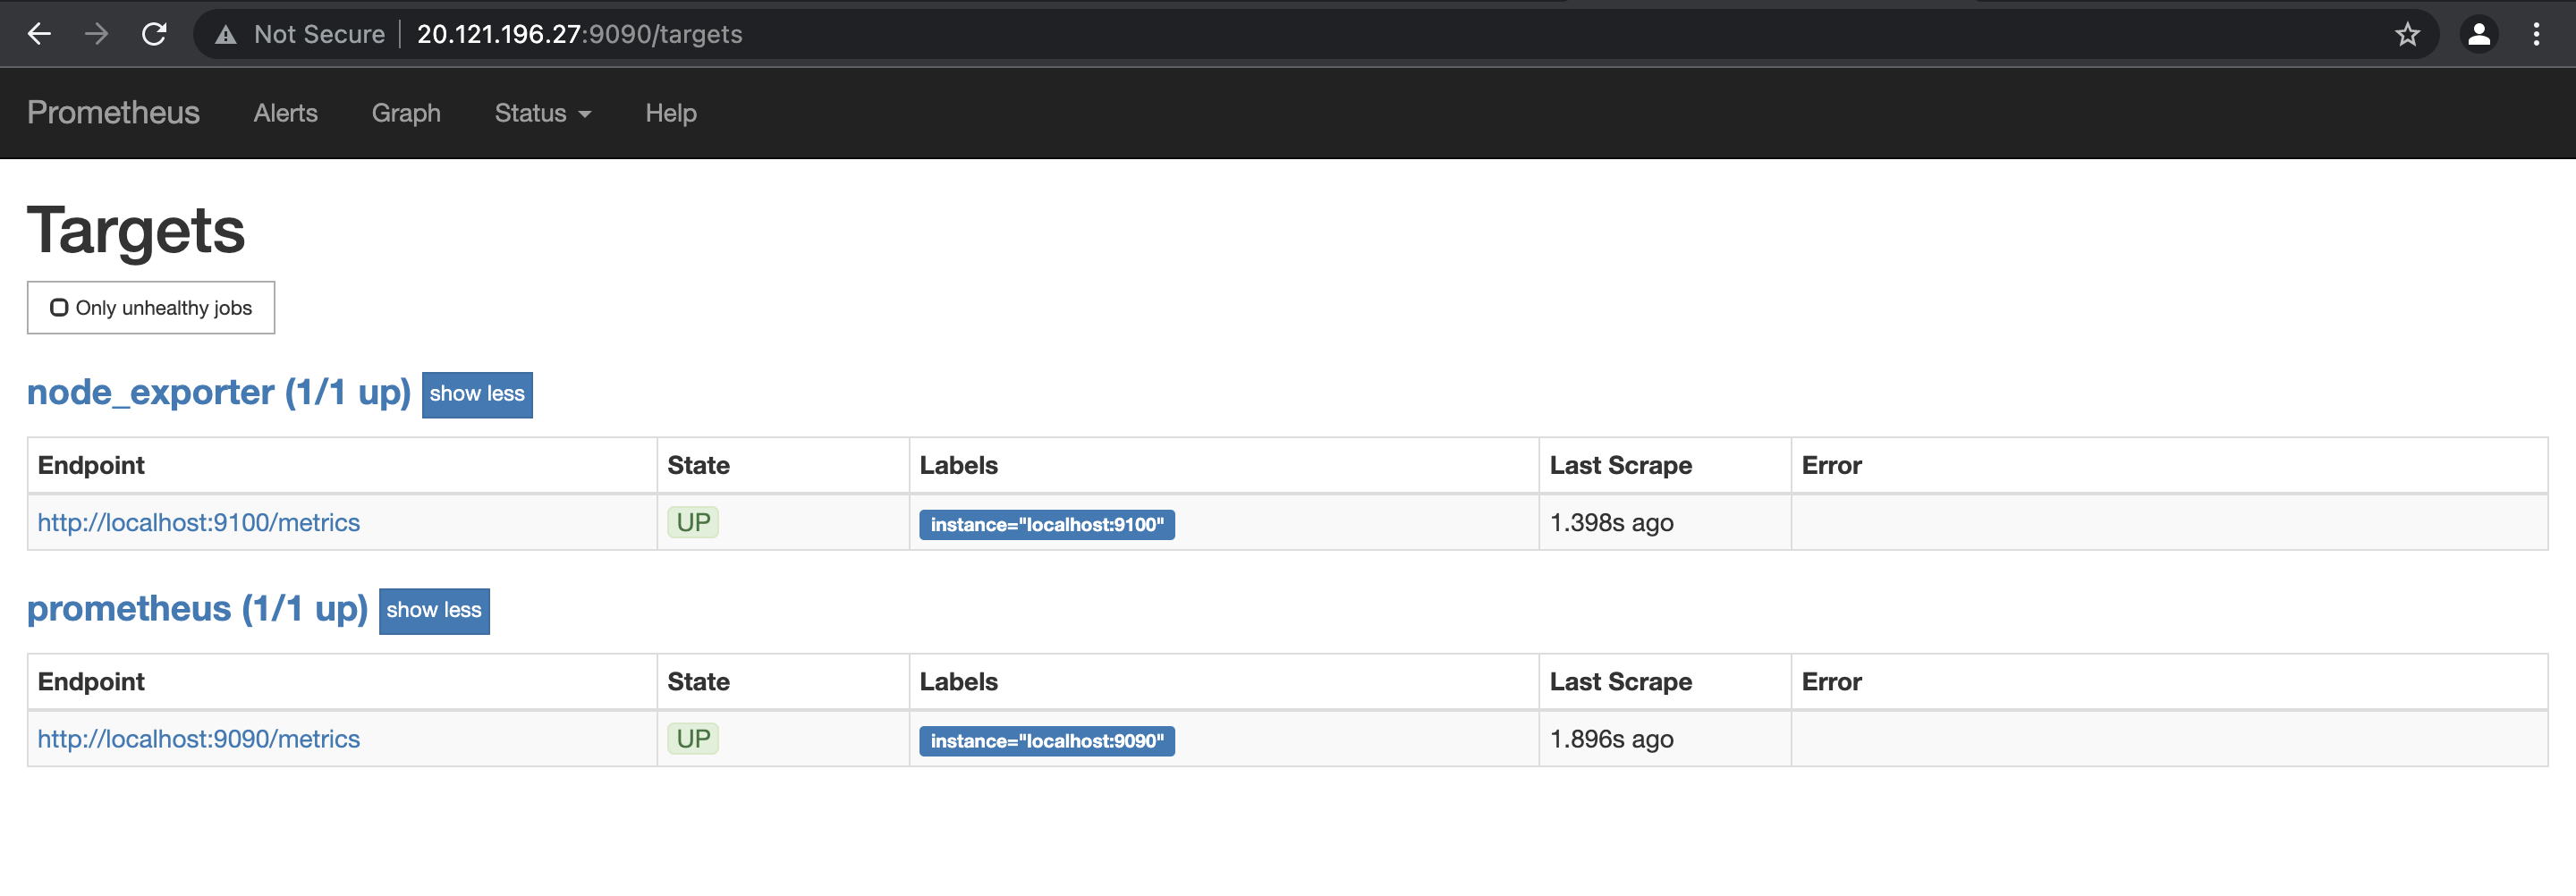 Not Secure 20.121.196.27:9090/targets
Prometheus Alerts Graph Status Help
Targets
Only unhealthy jobs
node_exporter (1/1 up) show less
Endpoint State Labels Last Scrape Error
http://localhost:9100/metrics UP instance="localhost:9100" 1.398s ago
prometheus (1/1 up) show less
Endpoint State Labels Last Scrape Error
http://localhost:9090/metrics UP instance="localhost:9090" 1.896s ago